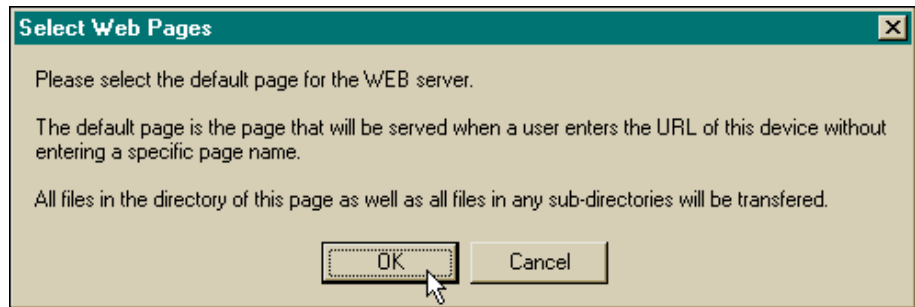 Select Web Pages
Please select the default page for the WEB server.
The default page is the page that will be served when a user enters the URL of this device without
entering a specific page name.
All files in the directory of this page as well as all files in any sub-directories will be transfered.
OK
Cancel